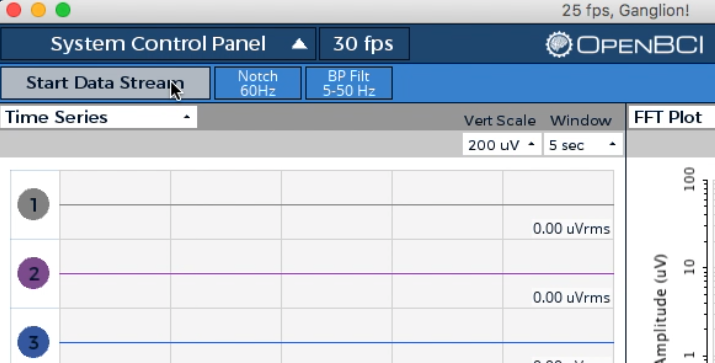 25 fps, Ganglion!
System Control Panel
30 fps
OPENBCI
Start Data Stream
Notch
60Hz
BP Filt
5-50 Hz
Time Series
Vert Scale
Window
FFT Plot
200 uV
5 sec
1
0.00 uVrms
2
0.00 uVrms
3
100
10
1
Amplitude (uV)